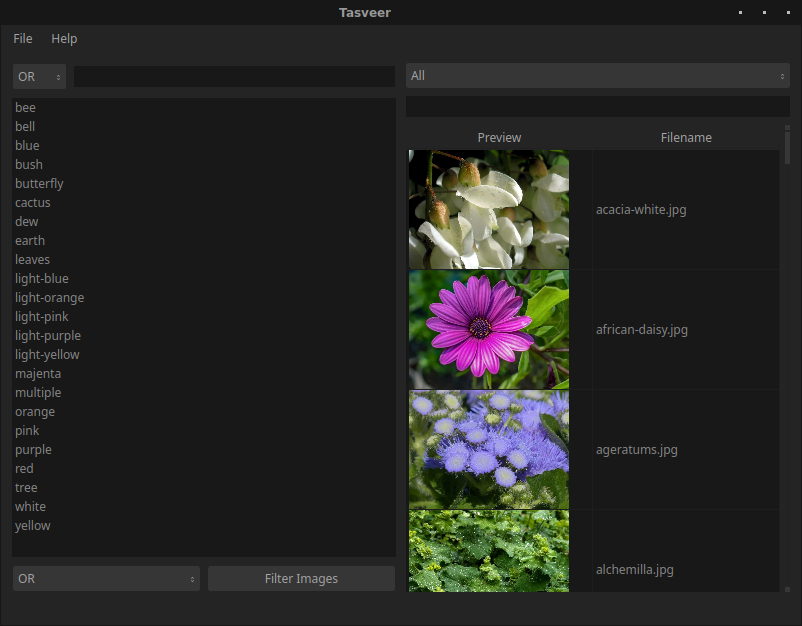 Tasveer
File Help
OR
All
bee
bell
blue
bush
butterfly
cactus
dew
earth
leaves
light-blue
light-orange
light-pink
light-purple
light-yellow
majenta
multiple
orange
pink
purple
red
tree
white
yellow
OR
Filter Images
Preview Filename
acacia-white.jpg
african-daisy.jpg
ageratums.jpg
alchemilla.jpg